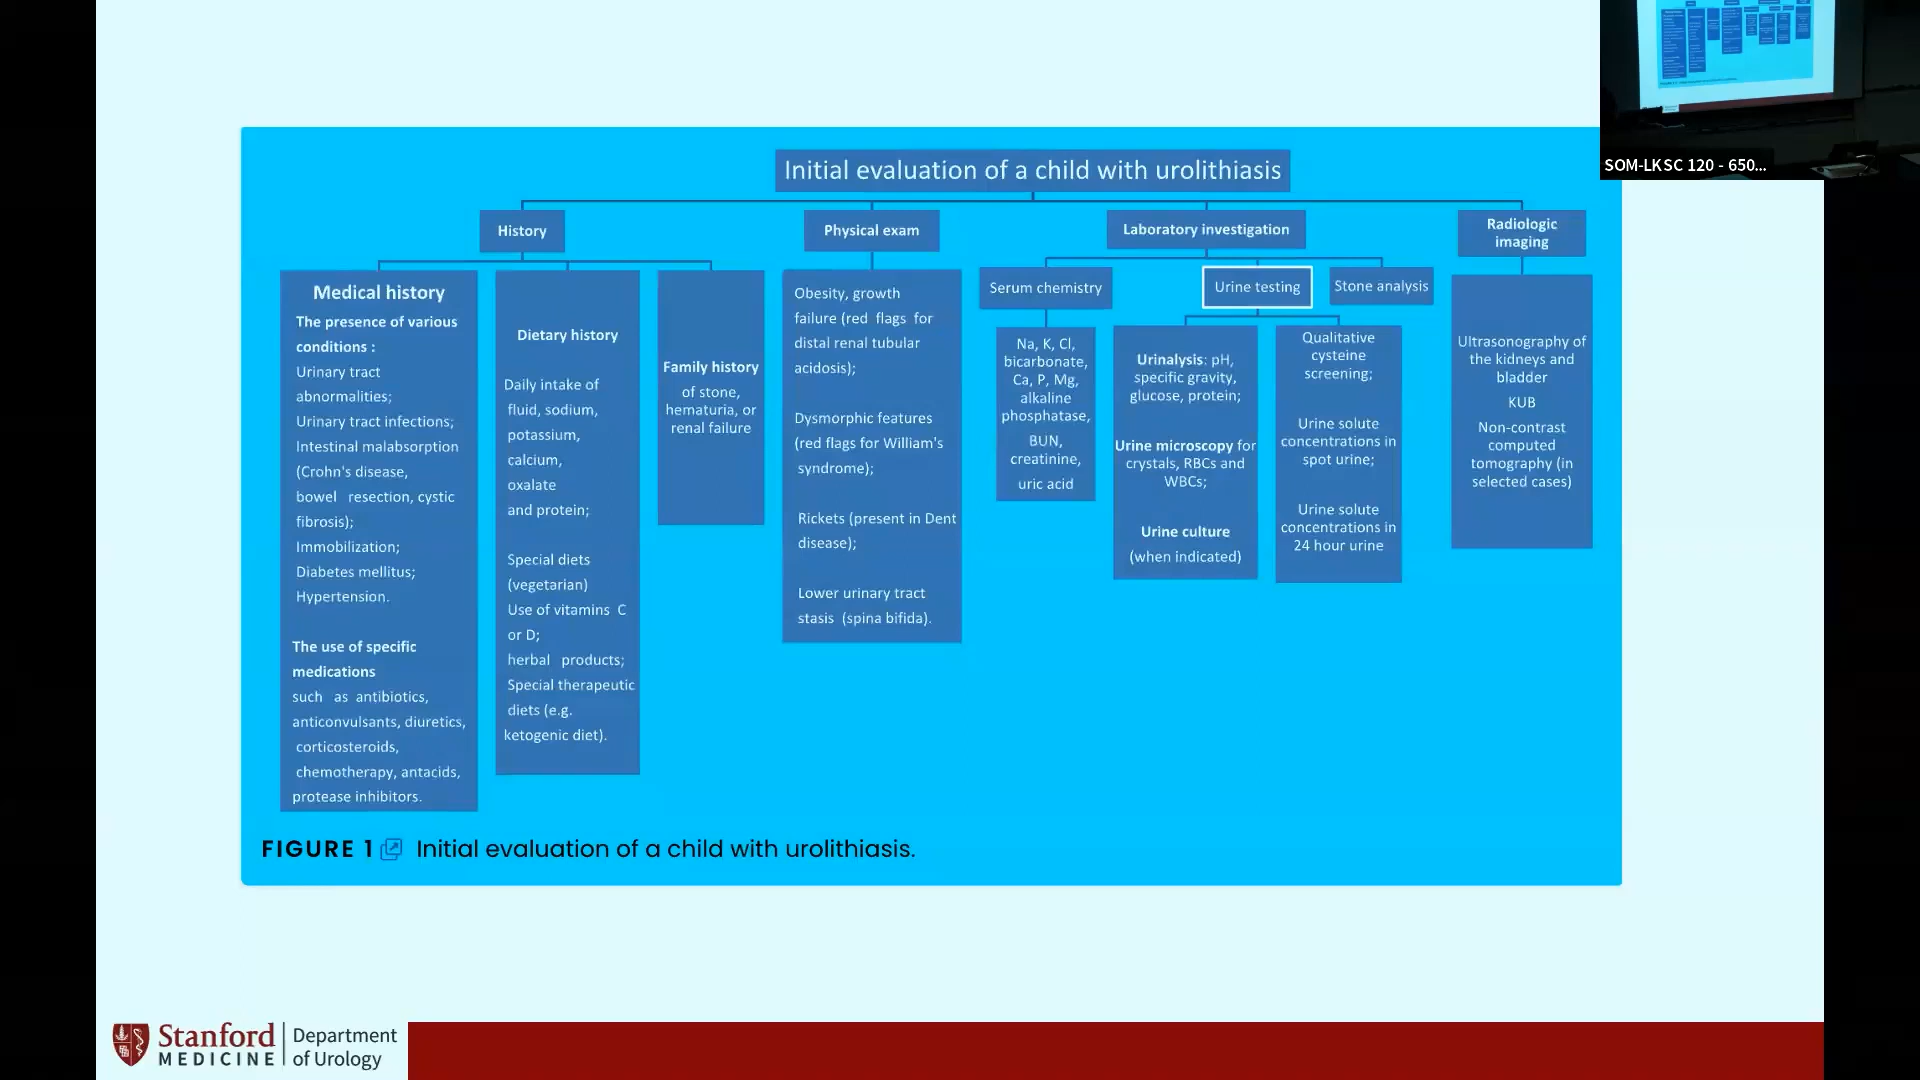 SOM-LKSC 120 - 650...
Initial evaluation of a child with urolithiasis
History
Physical exam
Laboratory investigation
Radiologic
imaging
Medical history
The presence of various
conditions :
Urinary tract
abnormalities;
Urinary tract infections;
Intestinal malabsorption
(Crohn's disease,
bowel resection, cystic
fibrosis);
Immobilization;
Diabetes mellitus;
Hypertension.
The use of specific
medications
such as antibiotics,
anticonvulsants, diuretics,
corticosteroids,
chemotherapy, antacids,
protease inhibitors.
Dietary history
Daily intake of
fluid, sodium,
potassium,
calcium,
oxalate
and protein;
Special diets
(vegetarian)
Use of vitamins C
or D;
herbal products;
Special therapeutic
diets (e.g.
ketogenic diet).
Family history
of stone,
hematuria, or
renal failure
Obesity, growth
failure (red flags for
distal renal tubular
acidosis);
Dysmorphic features
(red flags for William's
syndrome);
Rickets (present in Dent
disease);
Lower urinary tract
stasis (spina bifida).
Serum chemistry
Na, K, Cl,
bicarbonate,
Ca, P, Mg,
alkaline
phosphatase,
BUN,
creatinine,
uric acid
Urine testing
Urinalysis: pH,
specific gravity,
glucose, protein;
Urine microscopy for
crystals, RBCs and
WBCs;
Urine culture
(when indicated)
Qualitative
cysteine
screening;
Urine solute
concentrations in
spot urine;
Urine solute
concentrations in
24 hour urine
Stone analysis
Ultrasonography of
the kidneys and
bladder
KUB
Non-contrast
computed
tomography (in
selected cases)
FIGURE 1 Initial evaluation of a child with urolithiasis.
Stanford
MEDICINE
Department
of Urology